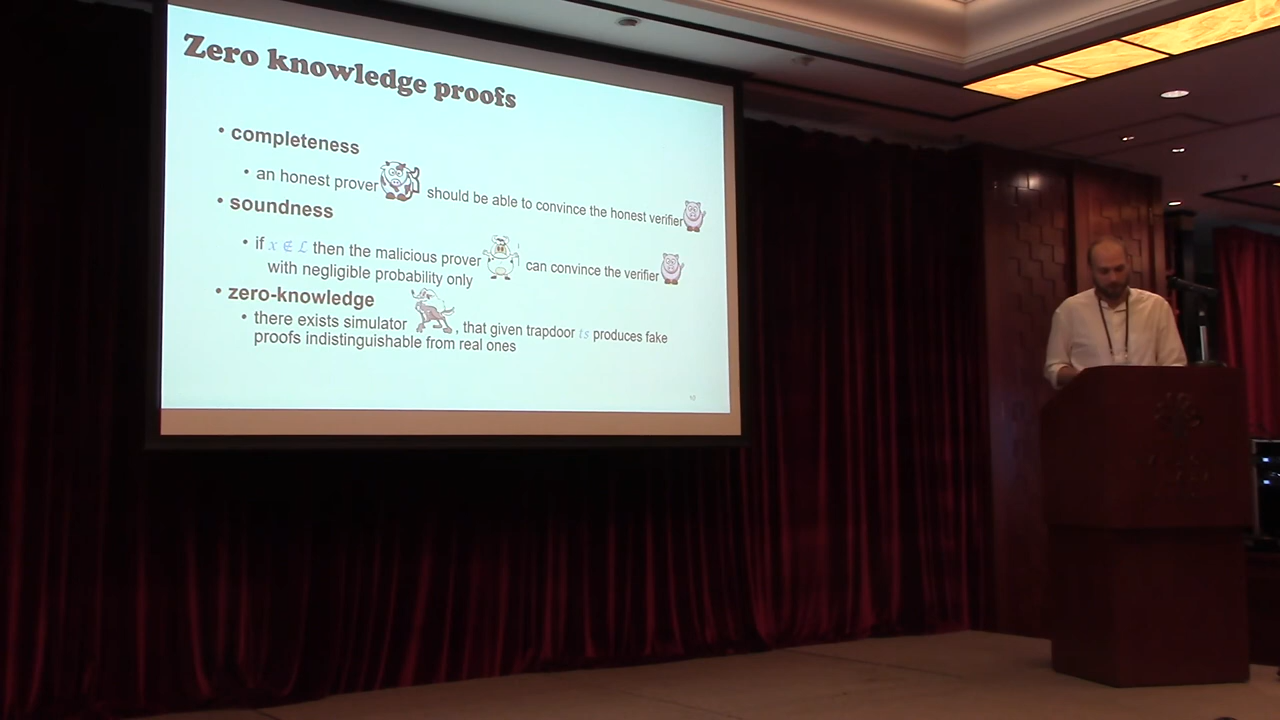 Zero knowledge proofs
• completeness
• an honest prover should be able to convince the honest verifier
• soundness
• if x ∉ ℒ then the malicious prover can convince the verifier
with negligible probability only
• zero-knowledge
• there exists simulator , that given trapdoor ts produces fake
proofs indistinguishable from real ones
10